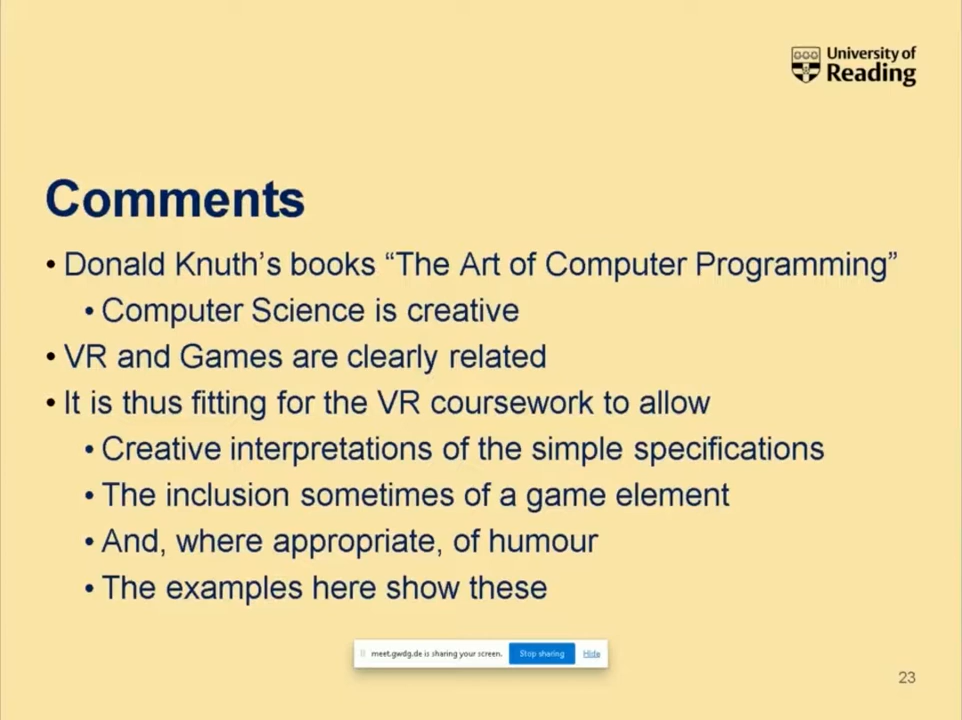 University of
Reading
Comments
• Donald Knuth's books “The Art of Computer Programming”
• Computer Science is creative
• VR and Games are clearly related
• It is thus fitting for the VR coursework to allow
• Creative interpretations of the simple specifications
• The inclusion sometimes of a game element
• And, where appropriate, of humour
• The examples here show these
meet.gwdg.de is sharing your screen. Stop sharing Hide
23